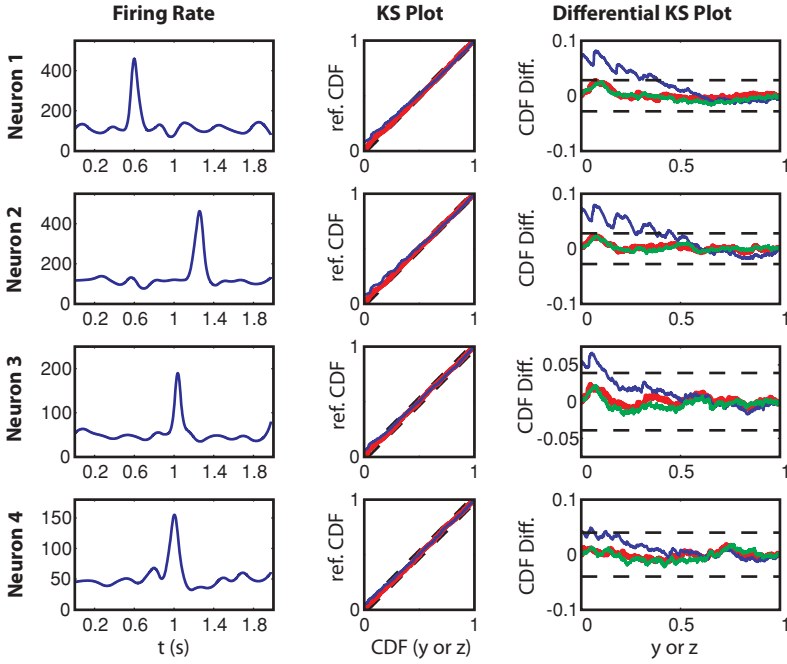 Firing Rate KS Plot Differential KS Plot
Neuron 1
400
200
0
0.2 0.6 1 1.4 1.8
ref. CDF
1
0
0 1
CDF Diff.
0.1
0
-0.1
0 0.5 1
Neuron 2
400
200
0
0.2 0.6 1 1.4 1.8
ref. CDF
1
0
0 1
CDF Diff.
0.1
0
-0.1
0 0.5 1
Neuron 3
200
100
0
0.2 0.6 1 1.4 1.8
ref. CDF
1
0
0 1
CDF Diff.
0.05
0
-0.05
0 0.5 1
Neuron 4
150
100
50
0
0.2 0.6 1 1.4 1.8
t (s)
ref. CDF
1
0
0 1
CDF (y or z)
CDF Diff.
0.1
0
-0.1
0 0.5 1
y or z